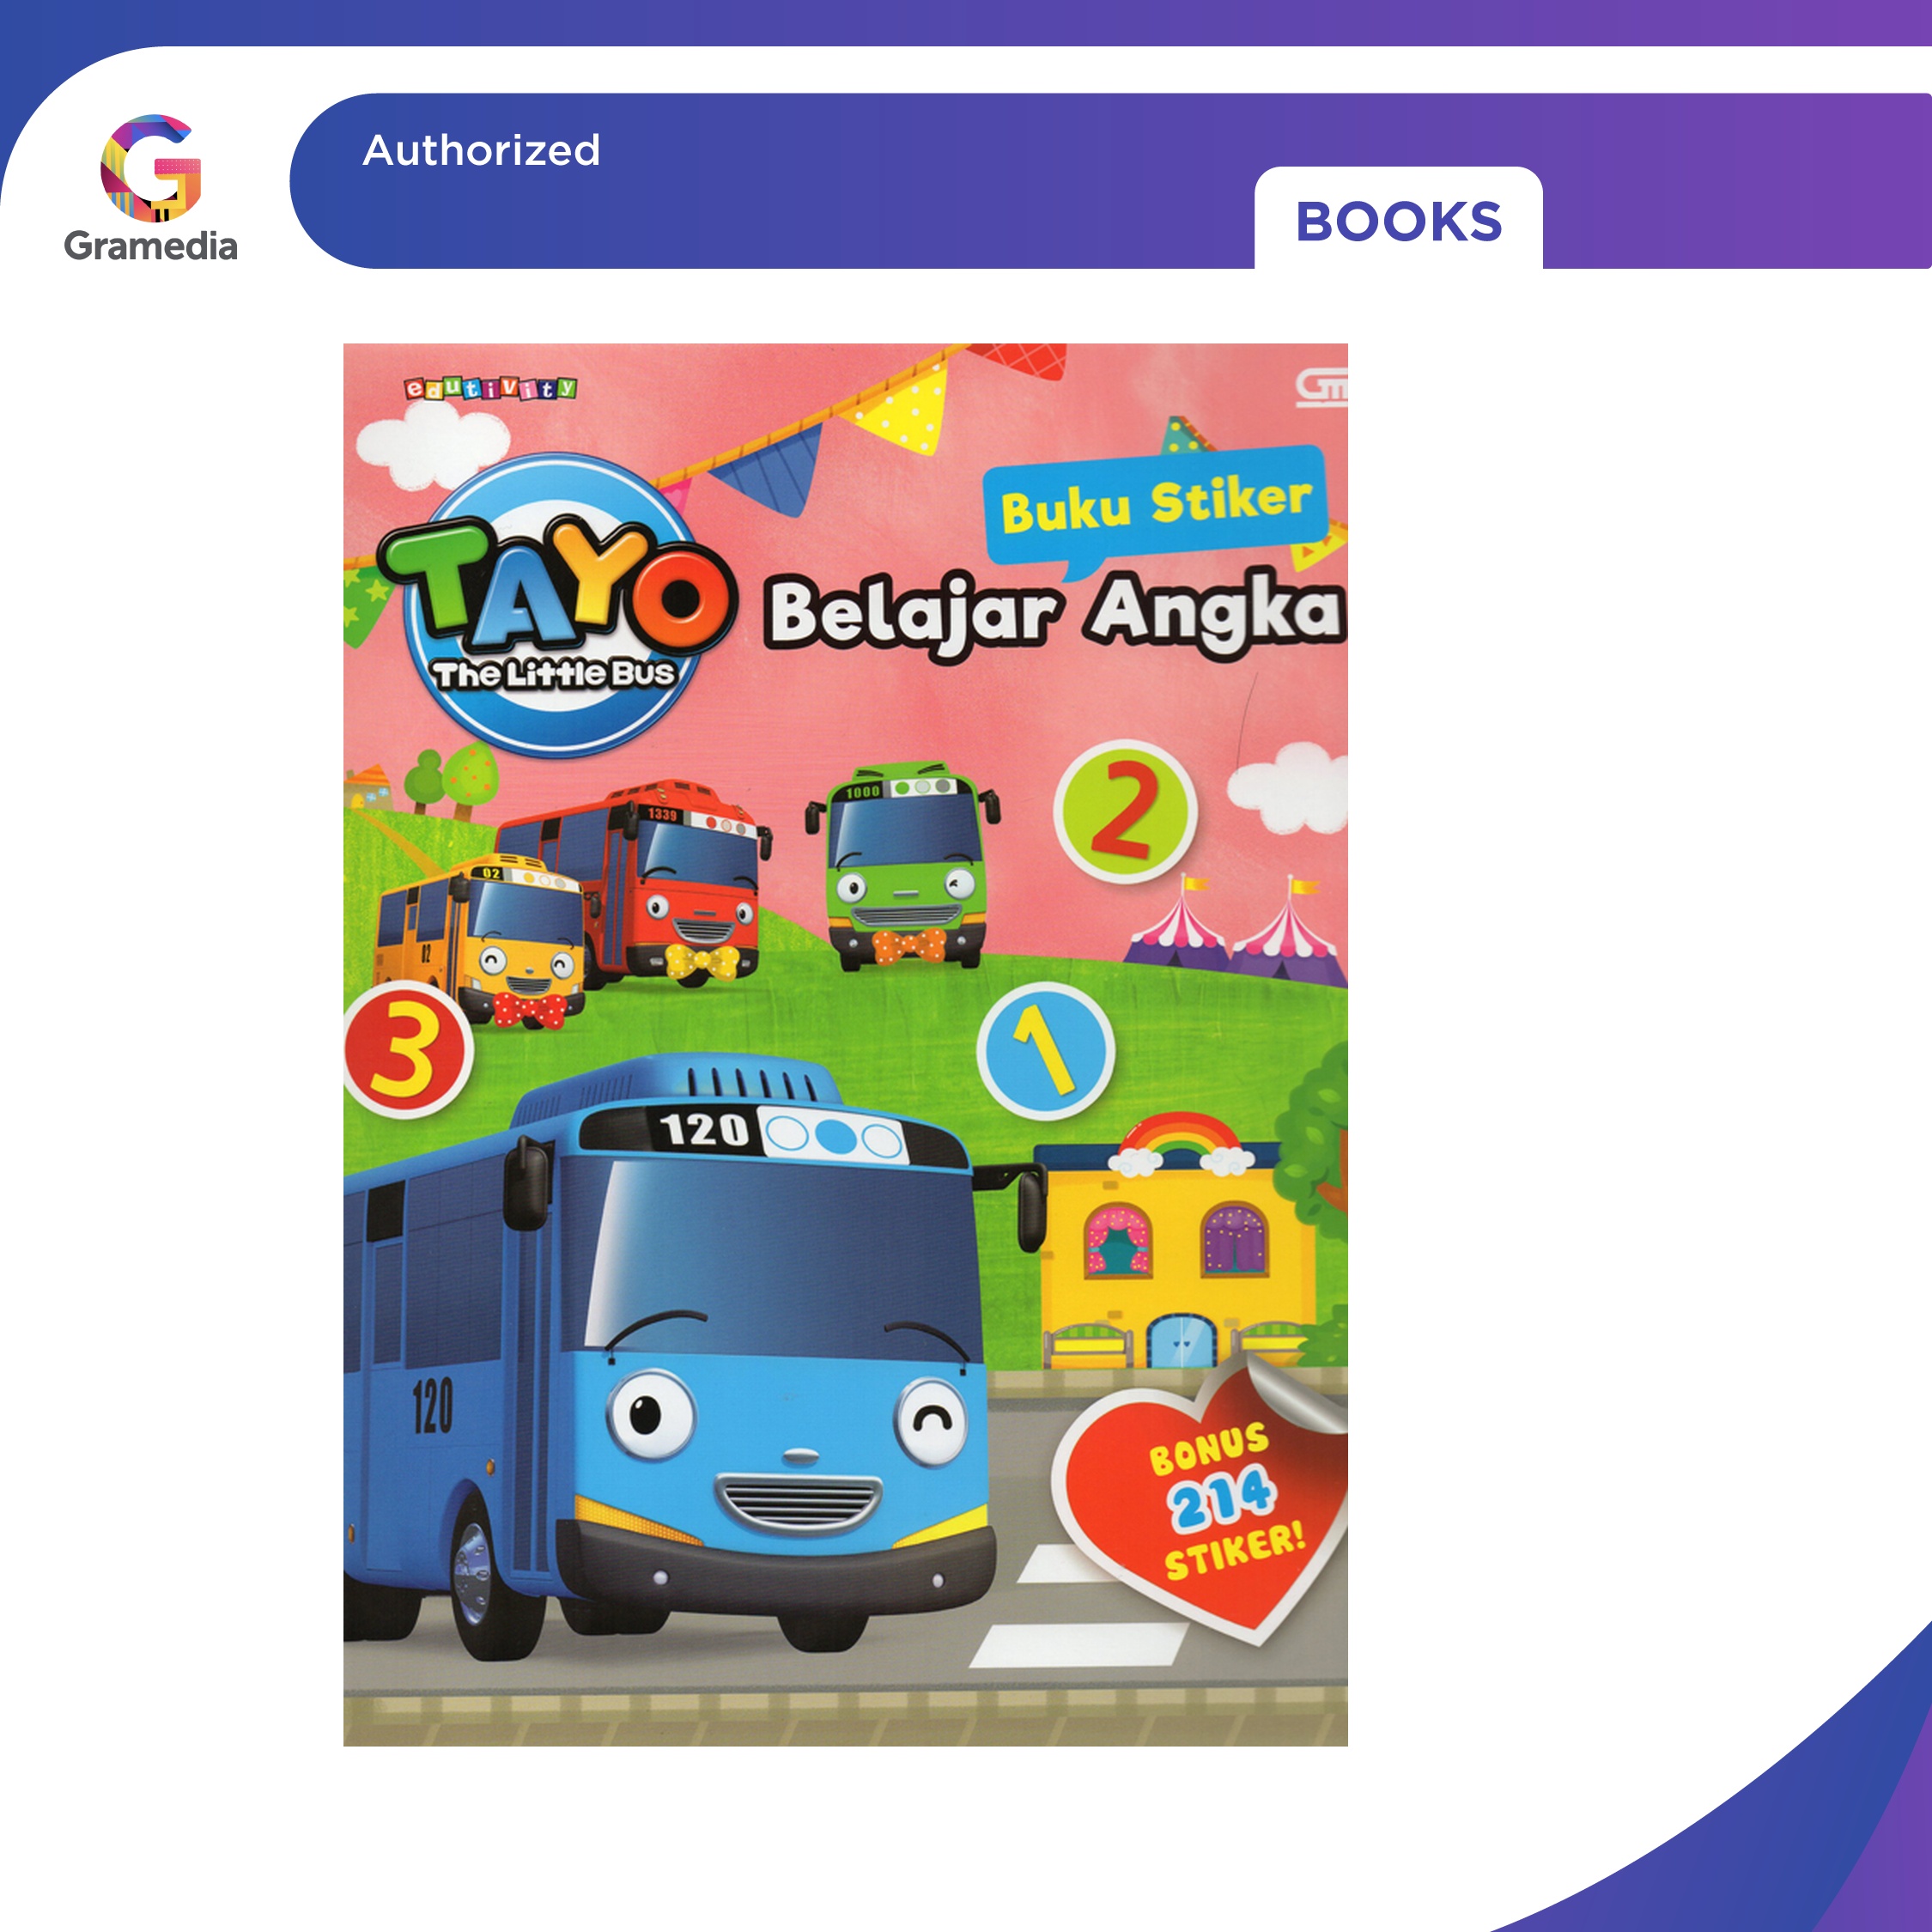 Authorized
Gramedia
BOOKS
edutivity
Buku Stiker
TAYO
The Little Bus
Belajar Angka
1339
1000
02
02
2
3
1
120
120
BONUS
214
STIKER!